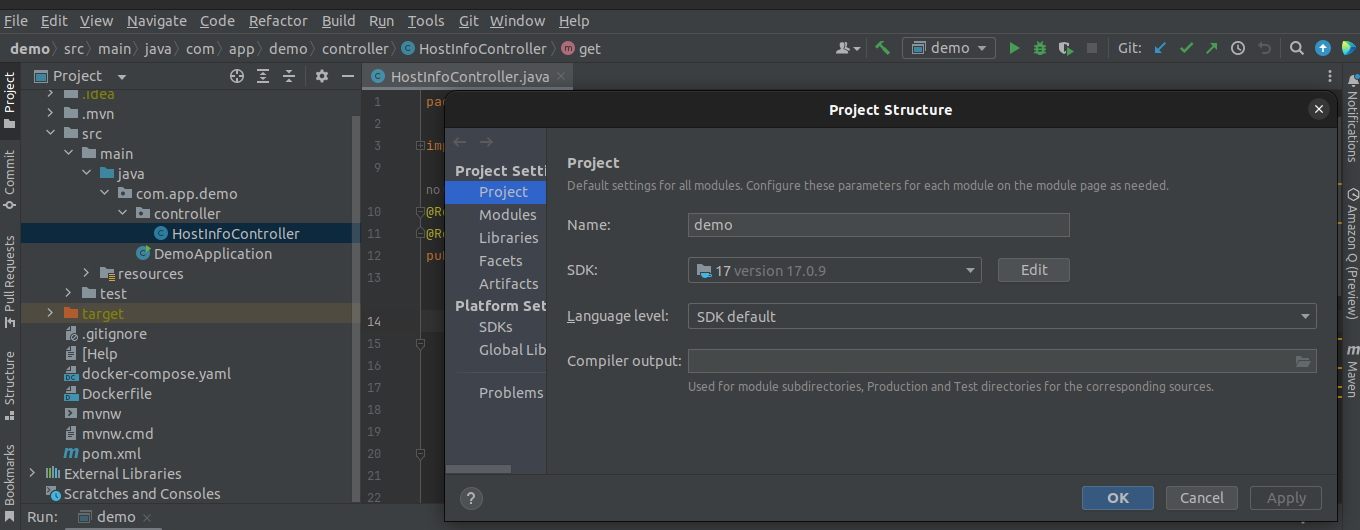 File Edit View Navigate Code Refactor Build Run Tools Git Window Help
demo src main java com app demo controller HostInfoController get demo Git:
Project
HostInfoController.java
Project
Commit
Pull Requests
Structure
Bookmarks
.idea
.mvn
src
main
java
com.app.demo
controller
HostInfoController
DemoApplication
resources
test
target
.gitignore
[Help
docker-compose.yaml
Dockerfile
mvnw
mvnw.cmd
pom.xml
External Libraries
Scratches and Consoles
Run: demo
1
2
3
9
10
11
12
13
14
15
16
17
18
19
20
21
22
pac
imp
no
@Re
@Re
pub
Project Structure
Project Setti
Project
Modules
Libraries
Facets
Artifacts
Platform Set
SDKs
Global Lib
Problems
Project
Default settings for all modules. Configure these parameters for each module on the module page as needed.
Name: demo
SDK: 17 version 17.0.9 Edit
Language level: SDK default
Compiler output:
Used for module subdirectories, Production and Test directories for the corresponding sources.
? OK Cancel Apply
Notifications
Amazon Q (Preview)
Maven